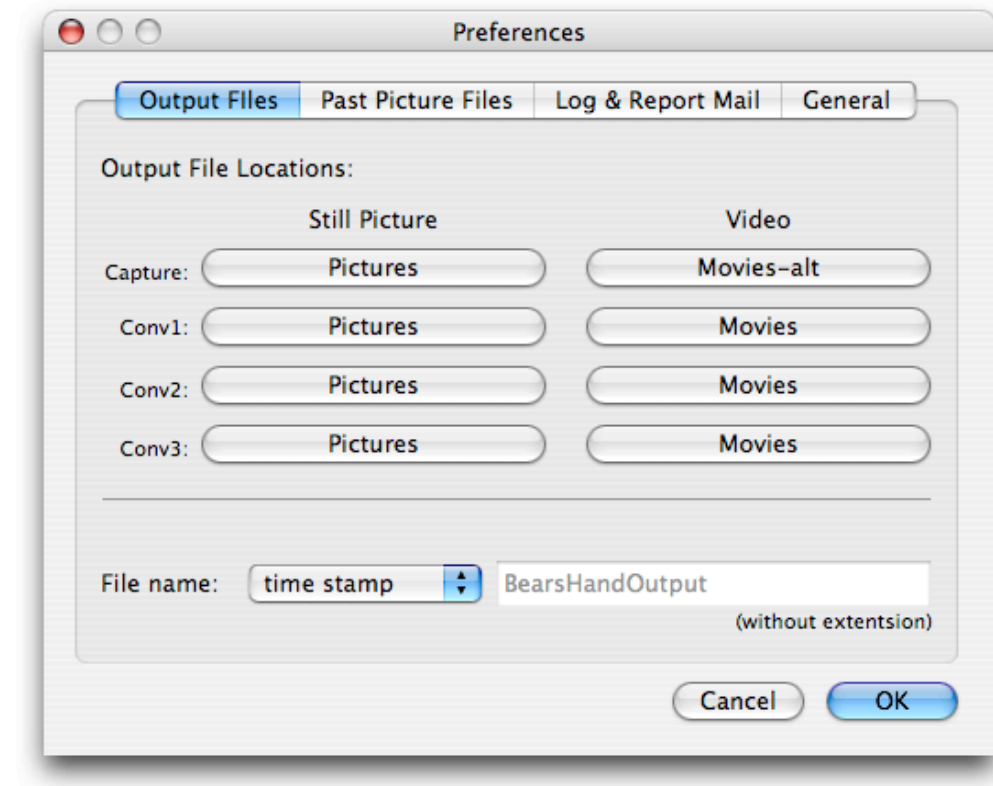 Preferences
Output FIles Past Picture Files Log & Report Mail General
Output File Locations:
Still Picture Video
Capture: Pictures Movies-alt
Conv1: Pictures Movies
Conv2: Pictures Movies
Conv3: Pictures Movies
File name: time stamp BearsHandOutput
(without extentsion)
Cancel OK